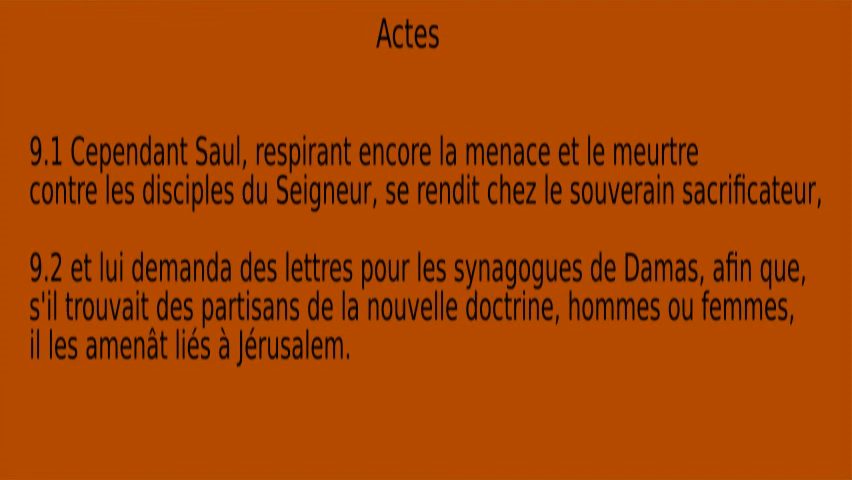 Actes
9.1 Cependant Saul, respirant encore la menace et le meurtre
contre les disciples du Seigneur, se rendit chez le souverain sacrificateur,
9.2 et lui demanda des lettres pour les synagogues de Damas, afin que,
s'il trouvait des partisans de la nouvelle doctrine, hommes ou femmes,
il les amenât liés à Jérusalem.